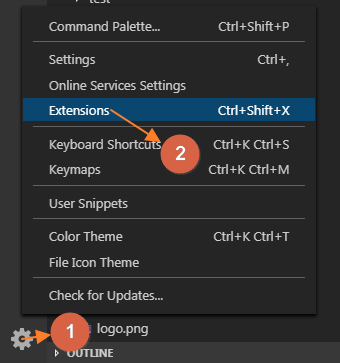 test
Command Palette... Ctrl+Shift+P
Settings Ctrl+,
Online Services Settings
Extensions Ctrl+Shift+X
2
Keyboard Shortcuts Ctrl+K Ctrl+S
Keymaps Ctrl+K Ctrl+M
User Snippets
Color Theme Ctrl+K Ctrl+T
File Icon Theme
Check for Updates...
1
logo.png
OUTLINE